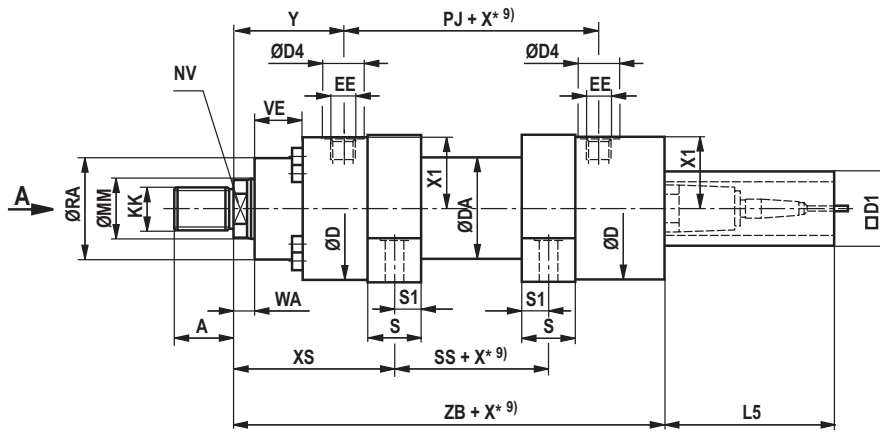 Y
PJ + X* 9)
ØD4
ØD4
NV
EE
EE
VE
X1
X1
A
ØRA
ØMM
KK
ØDA
□D1
ØD
ØD
WA
S1
S1
A
S
S
XS
SS + X* 9)
ZB + X* 9)
L5